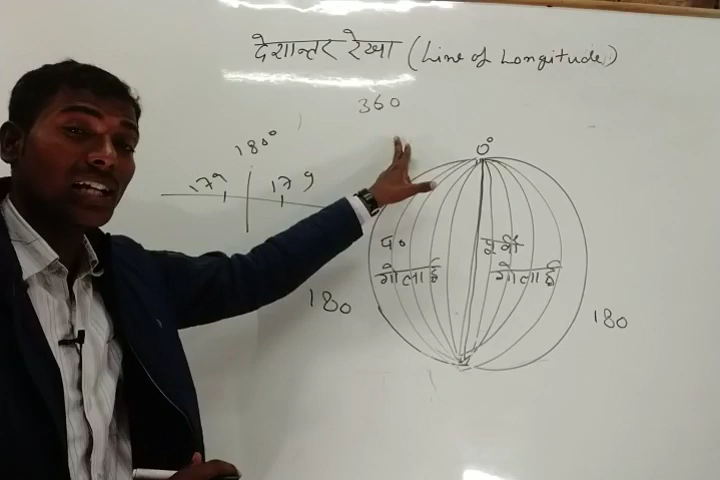 देशान्तर रेखा (Line of Longitude)
360
180°
179 179
0°
प० पूर्वी
गोलार्द्ध गोलार्द्ध
180 180